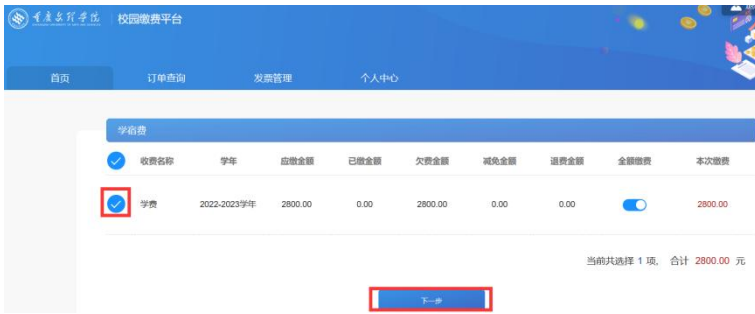 重庆文理学院 校园缴费平台
首页 订单查询 发票管理 个人中心
学宿费
收费名称 学年 应缴金额 已缴金额 欠费金额 减免金额 退费金额 全额缴费 本次缴费
学费 2022-2023学年 2800.00 0.00 2800.00 0.00 0.00 2800.00
当前共选择 1 项, 合计 2800.00 元
下一步